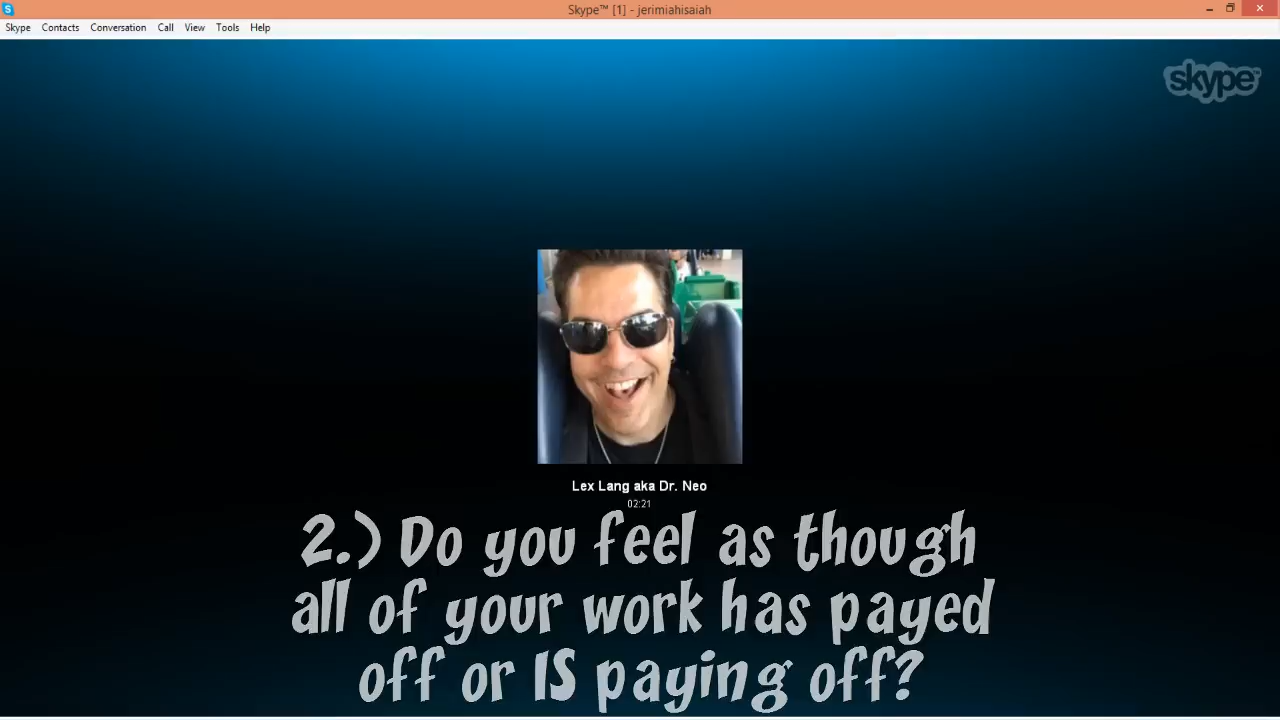 Skype™ [1] - jerimiahisaiah
Skype Contacts Conversation Call View Tools Help
skype™
Lex Lang aka Dr. Neo
02:21
2.) Do you feel as though
all of your work has payed
off or IS paying off?